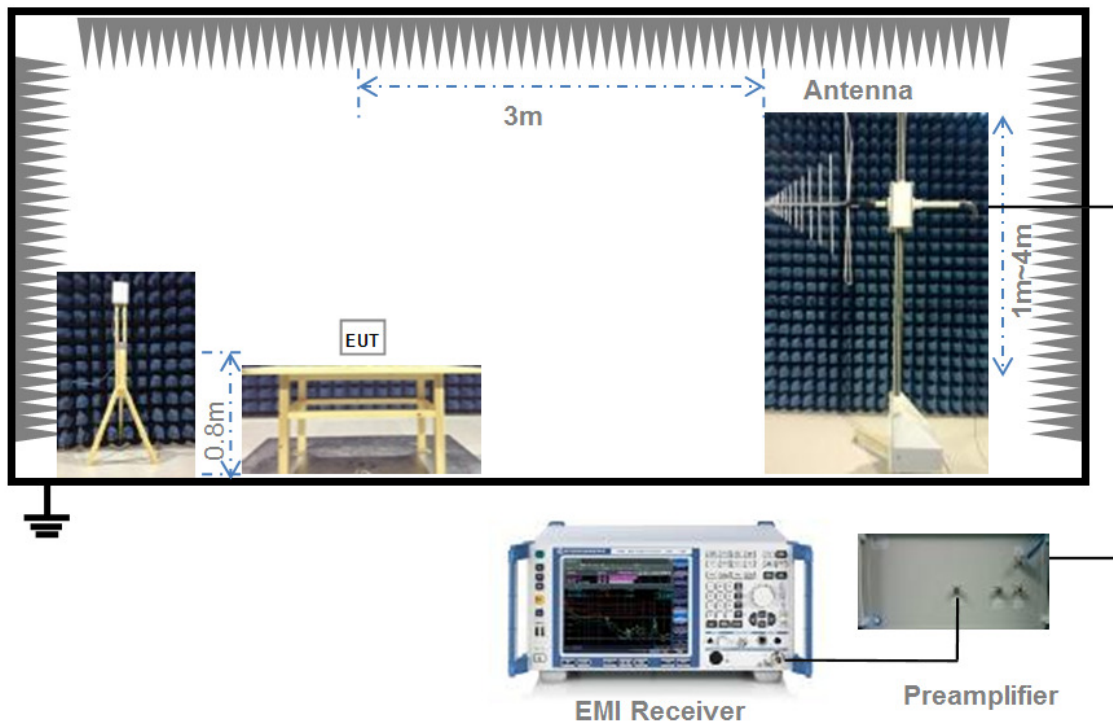 Antenna
3m
1m~4m
EUT
0.8m
EMI Receiver
Preamplifier